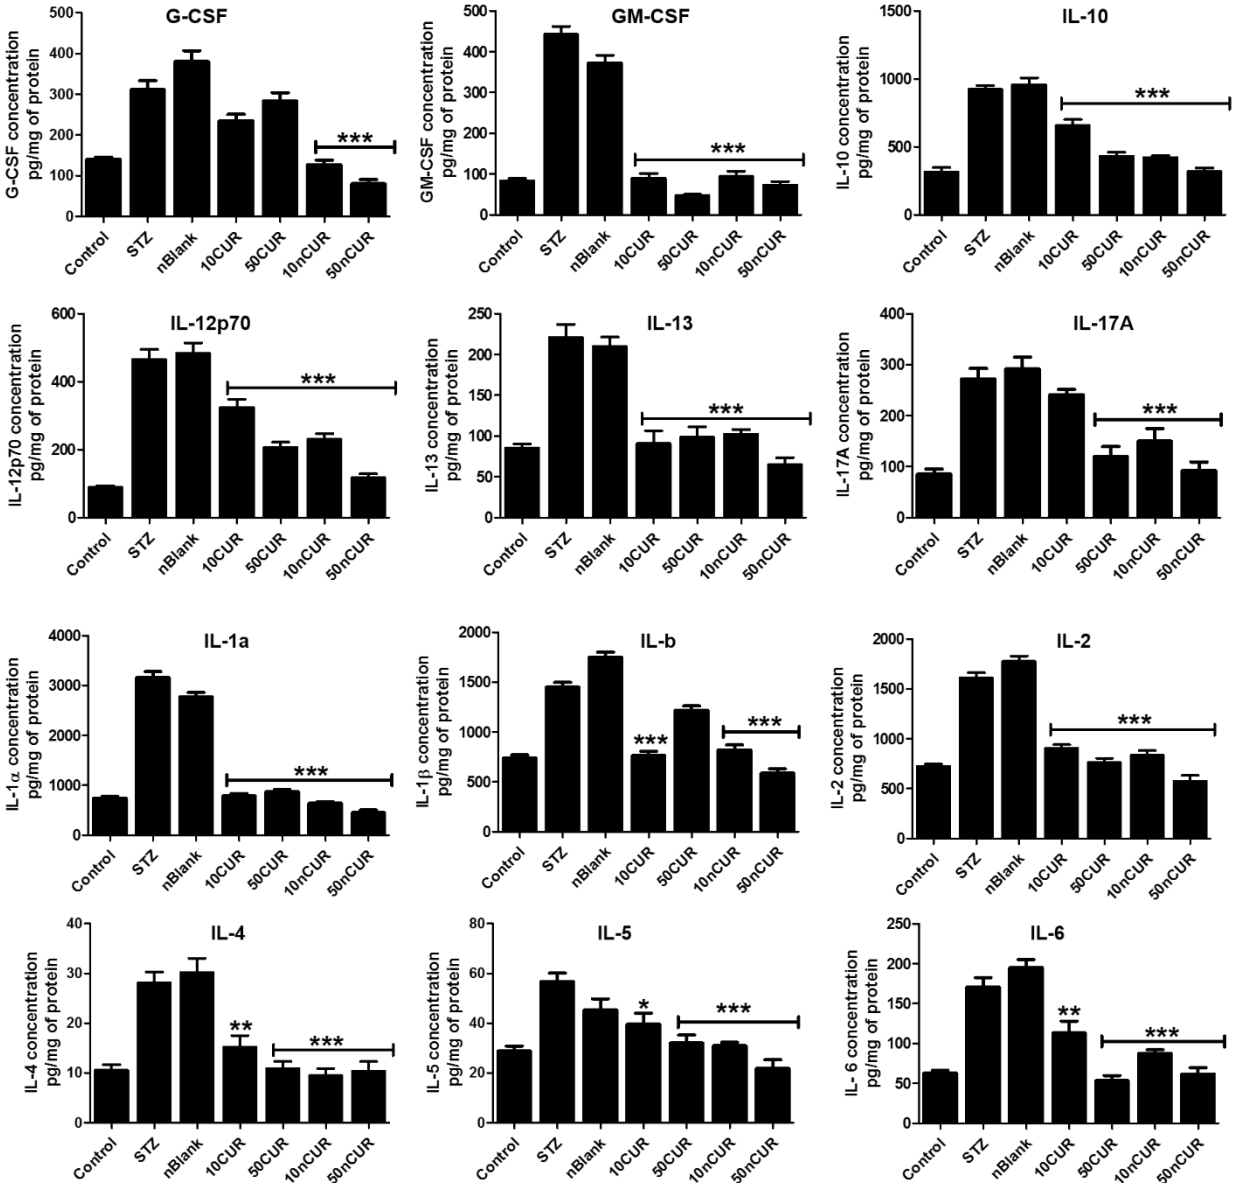 G-CSF
G-CSF concentration
pg/mg of protein
500
400
300
200
100
0
***
Control
STZ
nBlank
10CUR
50CUR
10nCUR
50nCUR
GM-CSF
GM-CSF concentration
pg/mg of protein
500
400
300
200
100
0
***
Control
STZ
nBlank
10CUR
50CUR
10nCUR
50nCUR
IL-10
IL-10 concentration
pg/mg of protein
1500
1000
500
0
***
Control
STZ
nBlank
10CUR
50CUR
10nCUR
50nCUR
IL-12p70
IL-12p70 concentration
pg/mg of protein
600
400
200
0
***
Control
STZ
nBlank
10CUR
50CUR
10nCUR
50nCUR
IL-13
IL-13 concentration
pg/mg of protein
250
200
150
100
50
0
***
Control
STZ
nBlank
10CUR
50CUR
10nCUR
50nCUR
IL-17A
IL-17A concentration
pg/mg of protein
400
300
200
100
0
***
Control
STZ
nBlank
10CUR
50CUR
10nCUR
50nCUR
IL-1a
IL-1α concentration
pg/mg of protein
4000
3000
2000
1000
0
***
Control
STZ
nBlank
10CUR
50CUR
10nCUR
50nCUR
IL-b
IL-1β concentration
pg/mg of protein
2000
1500
1000
500
0
***
***
Control
STZ
nBlank
10CUR
50CUR
10nCUR
50nCUR
IL-2
IL-2 concentration
pg/mg of protein
2000
1500
1000
500
0
***
Control
STZ
nBlank
10CUR
50CUR
10nCUR
50nCUR
IL-4
IL-4 concentration
pg/mg of protein
40
30
20
10
0
**
***
Control
STZ
nBlank
10CUR
50CUR
10nCUR
50nCUR
IL-5
IL-5 concentration
pg/mg of protein
80
60
40
20
0
*
***
Control
STZ
nBlank
10CUR
50CUR
10nCUR
50nCUR
IL-6
IL- 6 concentration
pg/mg of protein
250
200
150
100
50
0
**
***
Control
STZ
nBlank
10CUR
50CUR
10nCUR
50nCUR